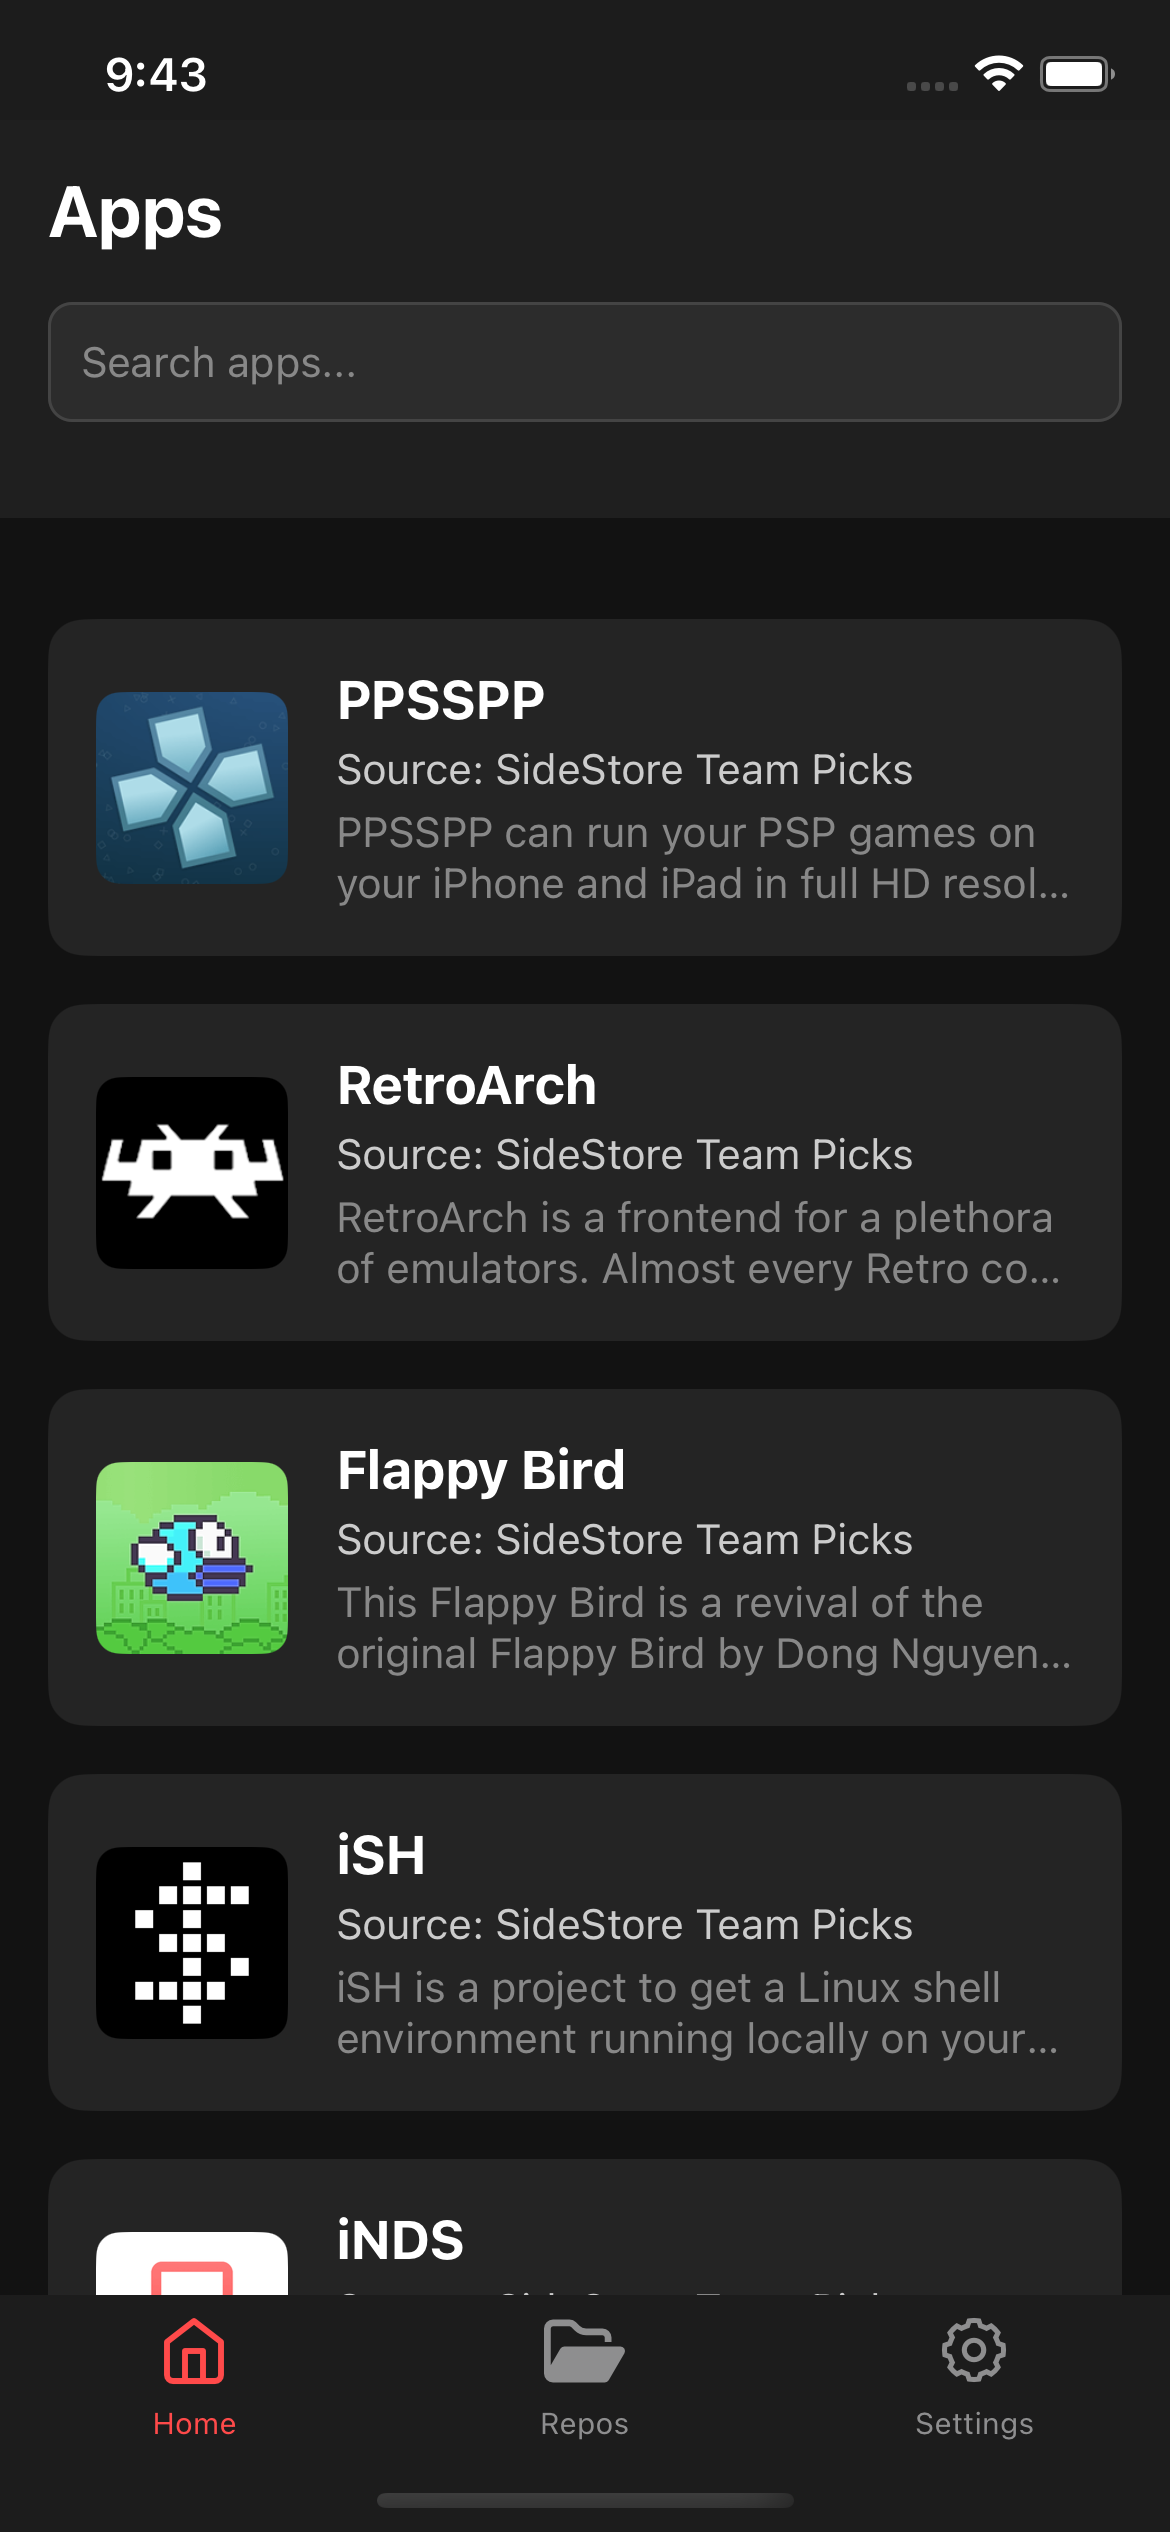 9:43
Apps
Search apps...
PPSSPP
Source: SideStore Team Picks
PPSSPP can run your PSP games on
your iPhone and iPad in full HD resol...
RetroArch
Source: SideStore Team Picks
RetroArch is a frontend for a plethora
of emulators. Almost every Retro co...
Flappy Bird
Source: SideStore Team Picks
This Flappy Bird is a revival of the
original Flappy Bird by Dong Nguyen...
iSH
Source: SideStore Team Picks
iSH is a project to get a Linux shell
environment running locally on your...
iNDS
Home
Repos
Settings